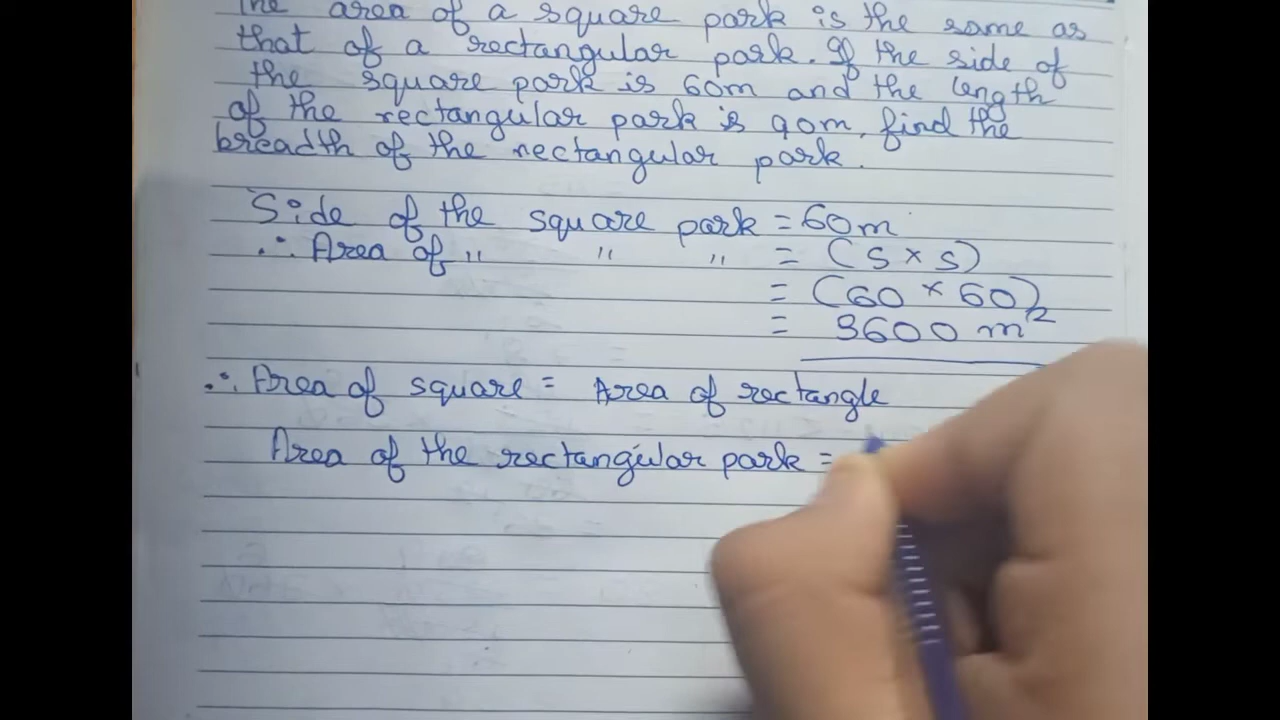 The area of a square park is the same as
that of a rectangular park. If the side of
the square park is 60m and the length
of the rectangular park is 90m, find the
breadth of the rectangular park.
Side of the square park = 60m
∴ Area of " " " = (s × s)
= (60 × 60)
= 3600 m²
∴ Area of square = Area of rectangle
Area of the rectangular park =